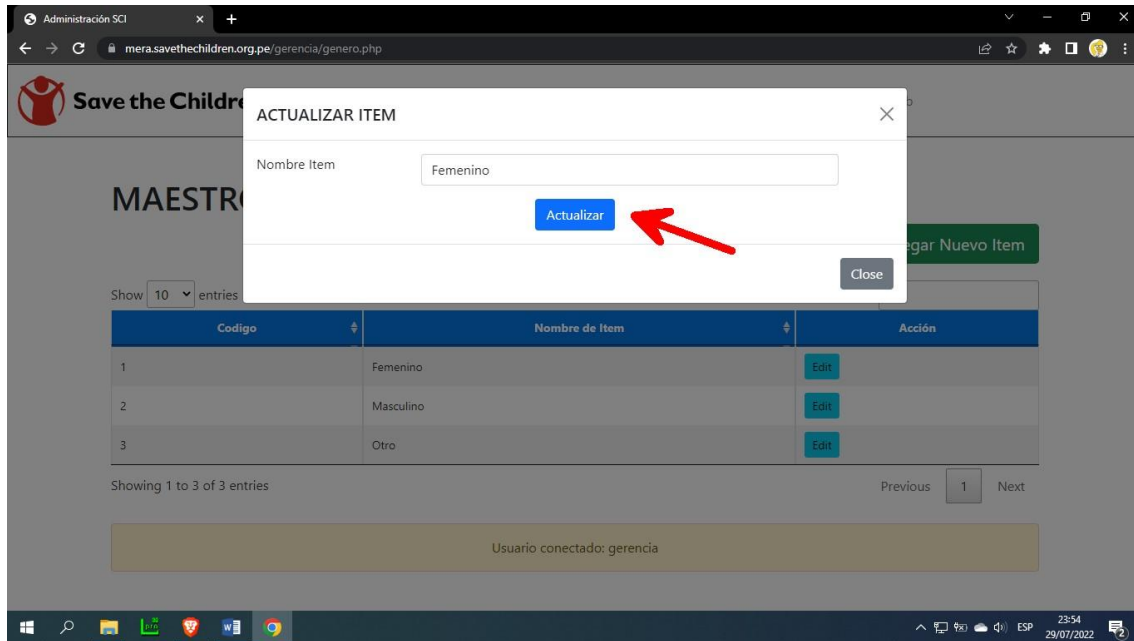 Administración SCI
mera.savethechildren.org.pe/gerencia/genero.php
Save the Childre
ACTUALIZAR ITEM
Nombre Item
Femenino
MAESTR
Actualizar
egar Nuevo Item
Close
Show 10 entries
Codigo Nombre de Item Acción
1 Femenino Edit
2 Masculino Edit
3 Otro Edit
Showing 1 to 3 of 3 entries
Previous 1 Next
Usuario conectado: gerencia
ESP
23:54
29/07/2022
2